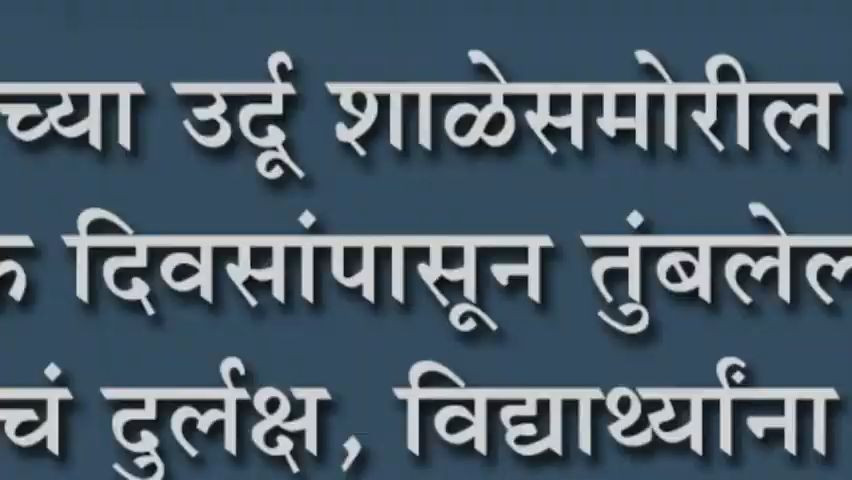 च्या उर्दू शाळेसमोरील
दिवसांपासून तुंबलेल
चं दुर्लक्ष, विद्यार्थ्यांना